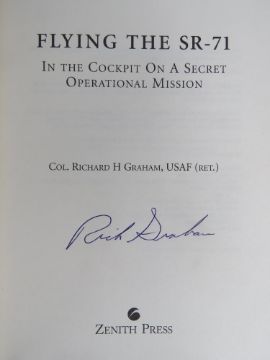 FLYING THE SR-71
IN THE COCKPIT ON A SECRET
OPERATIONAL MISSION
COL. RICHARD H GRAHAM, USAF (RET.)
Rich Graham
ZENITH PRESS